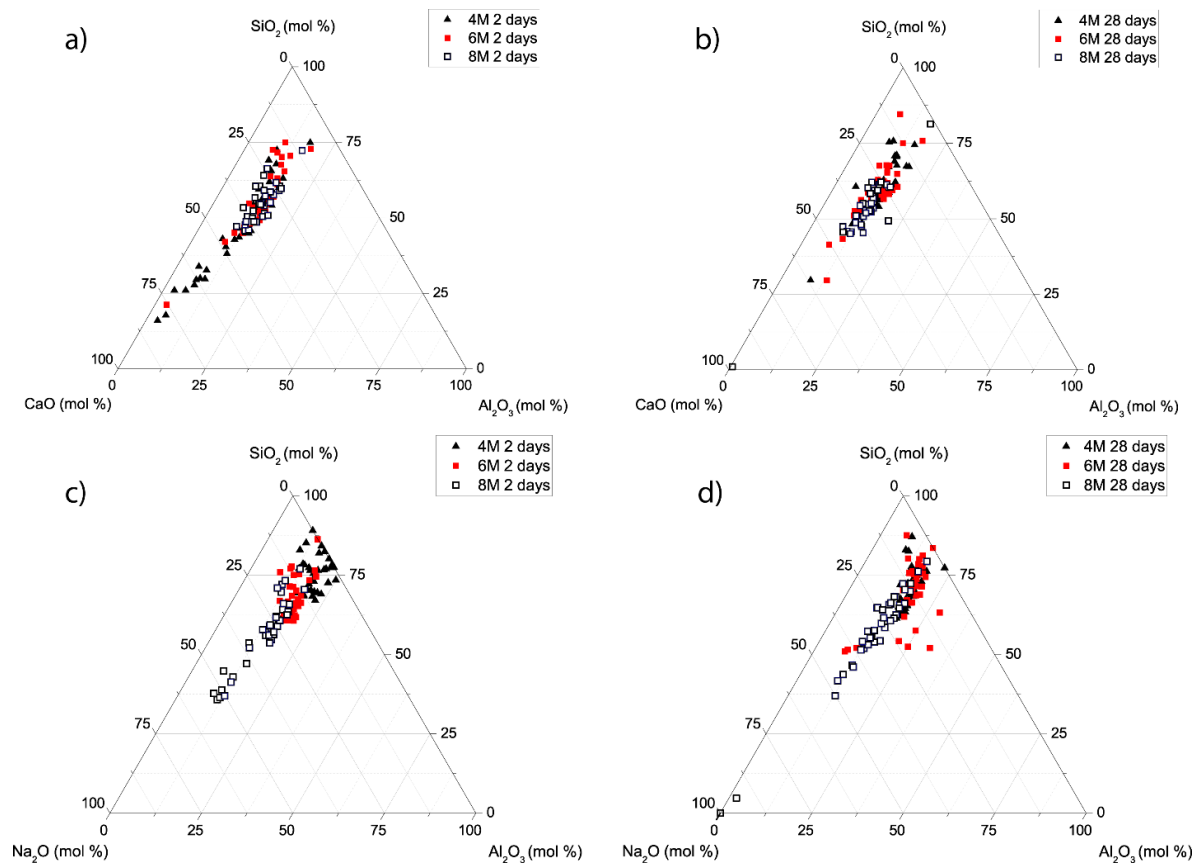 a)
SiO₂ (mol %)
▲ 4M 2 days
■ 6M 2 days
□ 8M 2 days
0
100
25
75
50
50
75
25
100
0
0
25
50
75
100
CaO (mol %)
Al₂O₃ (mol %)
b)
SiO₂ (mol %)
▲ 4M 28 days
■ 6M 28 days
□ 8M 28 days
0
100
25
75
50
50
75
25
100
0
0
25
50
75
100
CaO (mol %)
Al₂O₃ (mol %)
c)
SiO₂ (mol %)
▲ 4M 2 days
■ 6M 2 days
□ 8M 2 days
0
100
25
75
50
50
75
25
100
0
0
25
50
75
100
Na₂O (mol %)
Al₂O₃ (mol %)
d)
SiO₂ (mol %)
▲ 4M 28 days
■ 6M 28 days
□ 8M 28 days
0
100
25
75
50
50
75
25
100
0
0
25
50
75
100
Na₂O (mol %)
Al₂O₃ (mol %)